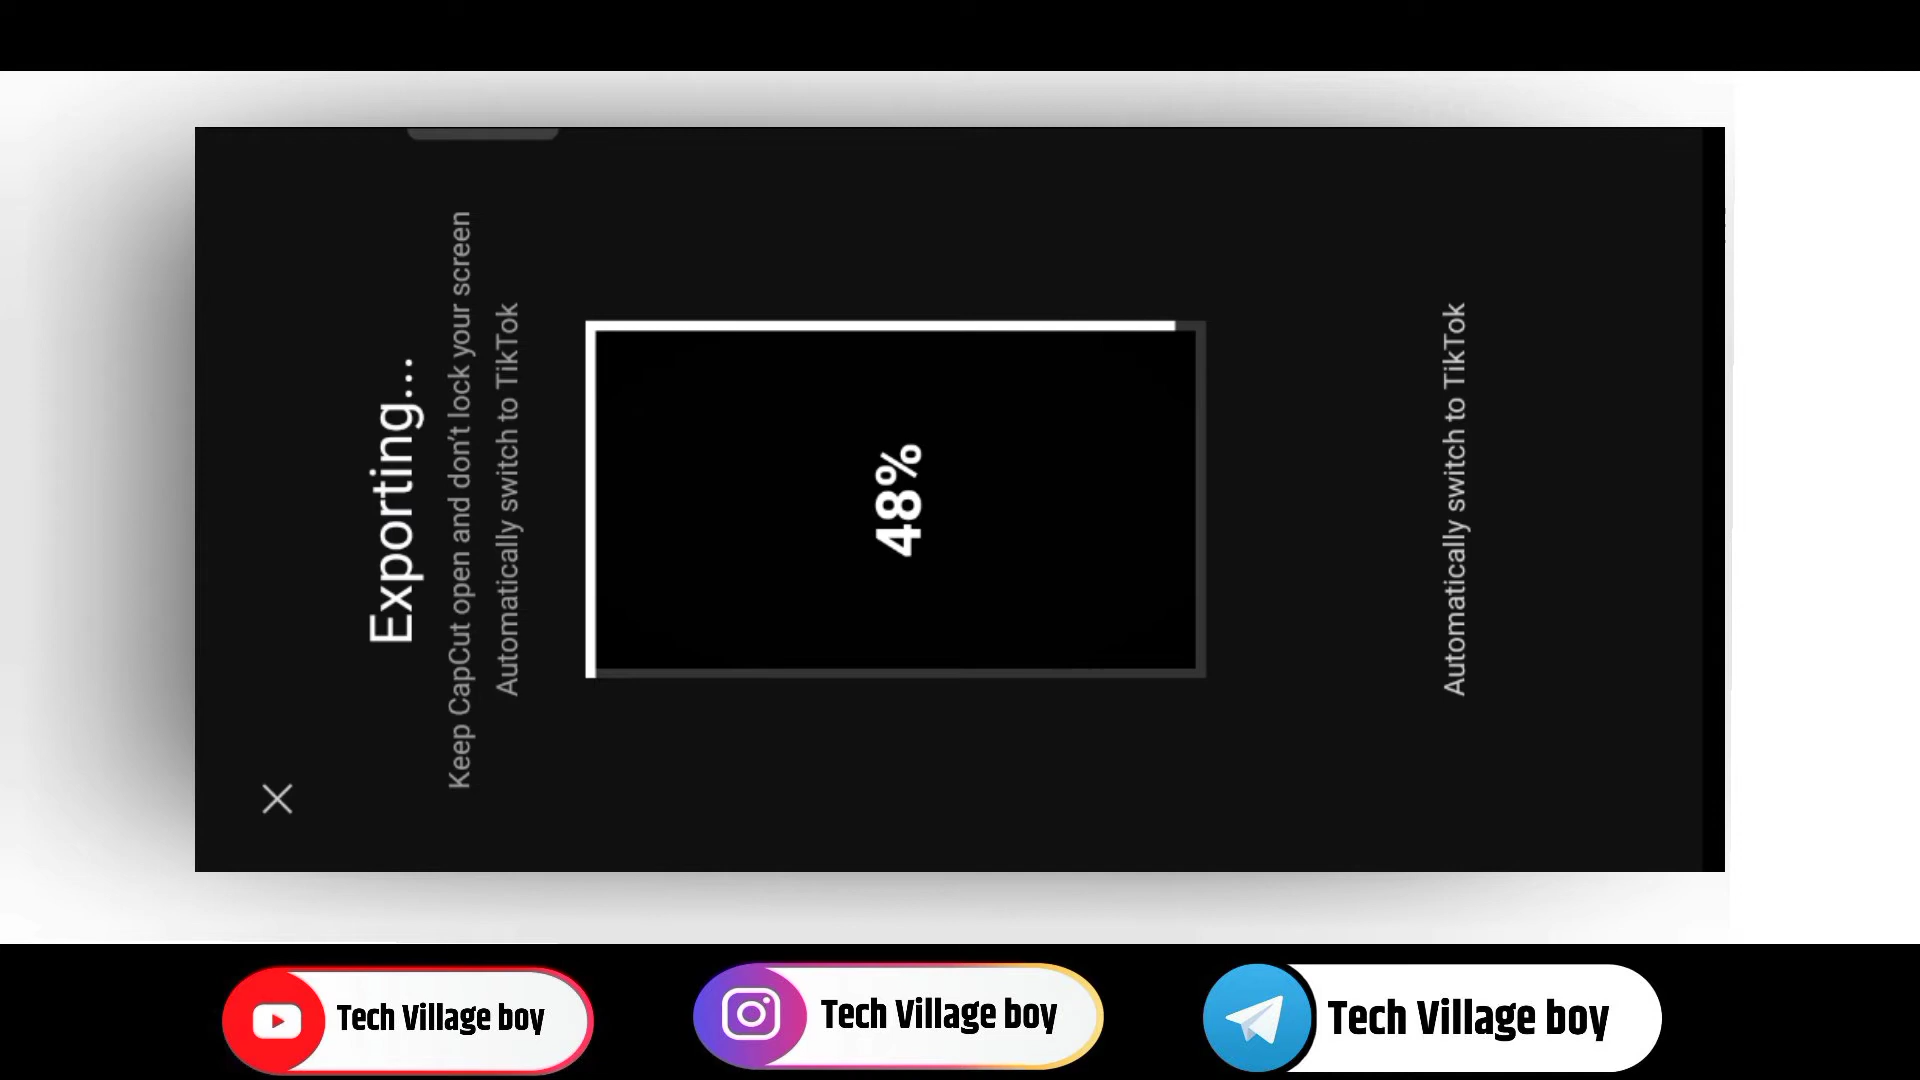 Exporting...
Keep CapCut open and don't lock your screen
Automatically switch to TikTok
48%
Automatically switch to TikTok
Tech Village boy
Tech Village boy
Tech Village boy